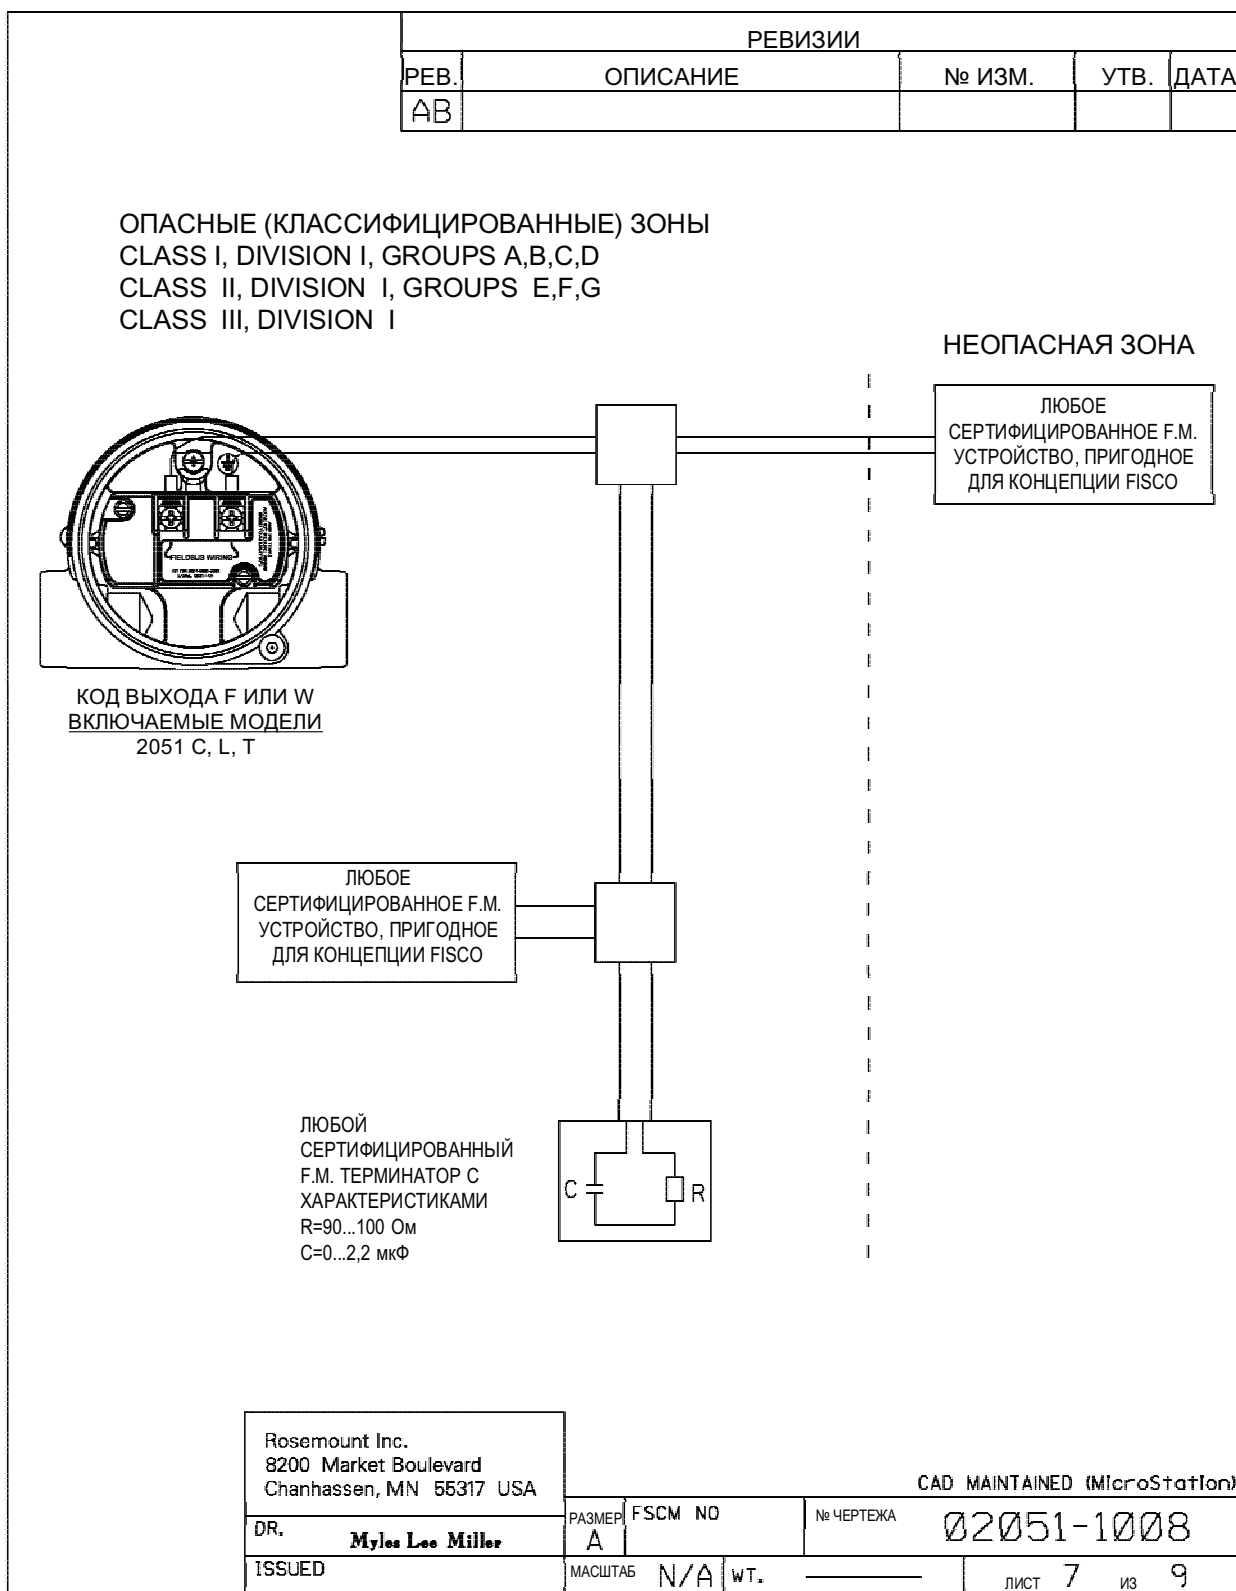 РЕВИЗИИ
РЕВ. ОПИСАНИЕ № ИЗМ. УТВ. ДАТА
AB
ОПАСНЫЕ (КЛАССИФИЦИРОВАННЫЕ) ЗОНЫ
CLASS I, DIVISION I, GROUPS A,B,C,D
CLASS II, DIVISION I, GROUPS E,F,G
CLASS III, DIVISION I
НЕОПАСНАЯ ЗОНА
ЛЮБОЕ
СЕРТИФИЦИРОВАННОЕ F.M.
УСТРОЙСТВО, ПРИГОДНОЕ
ДЛЯ КОНЦЕПЦИИ FISCO
FIELDBUS WIRING
КОД ВЫХОДА F ИЛИ W
ВКЛЮЧАЕМЫЕ МОДЕЛИ
2051 C, L, T
ЛЮБОЕ
СЕРТИФИЦИРОВАННОЕ F.M.
УСТРОЙСТВО, ПРИГОДНОЕ
ДЛЯ КОНЦЕПЦИИ FISCO
ЛЮБОЙ
СЕРТИФИЦИРОВАННЫЙ
F.M. ТЕРМИНАТОР С
ХАРАКТЕРИСТИКАМИ
R=90...100 Ом
C=0...2,2 мкФ
C R
Rosemount Inc.
8200 Market Boulevard
Chanhassen, MN 55317 USA
CAD MAINTAINED (MicroStation)
DR. Myles Lee Miller
РАЗМЕР A
FSCM NO
№ ЧЕРТЕЖА 02051-1008
ISSUED
МАСШТАБ N/A WT.
ЛИСТ 7 ИЗ 9